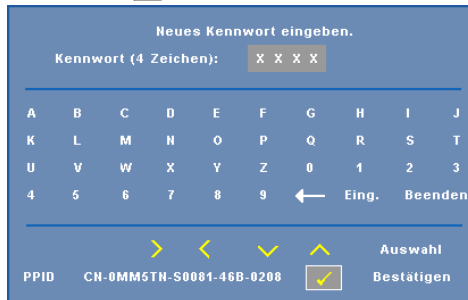 Neues Kennwort eingeben.
Kennwort (4 Zeichen): X X X X
A B C D E F G H I J
K L M N O P Q R S T
U V W X Y Z 0 1 2 3
4 5 6 7 8 9 ← Eing. Beenden
Auswahl
PPID CN-0MM5TN-S0081-46B-0208 ✓ Bestätigen